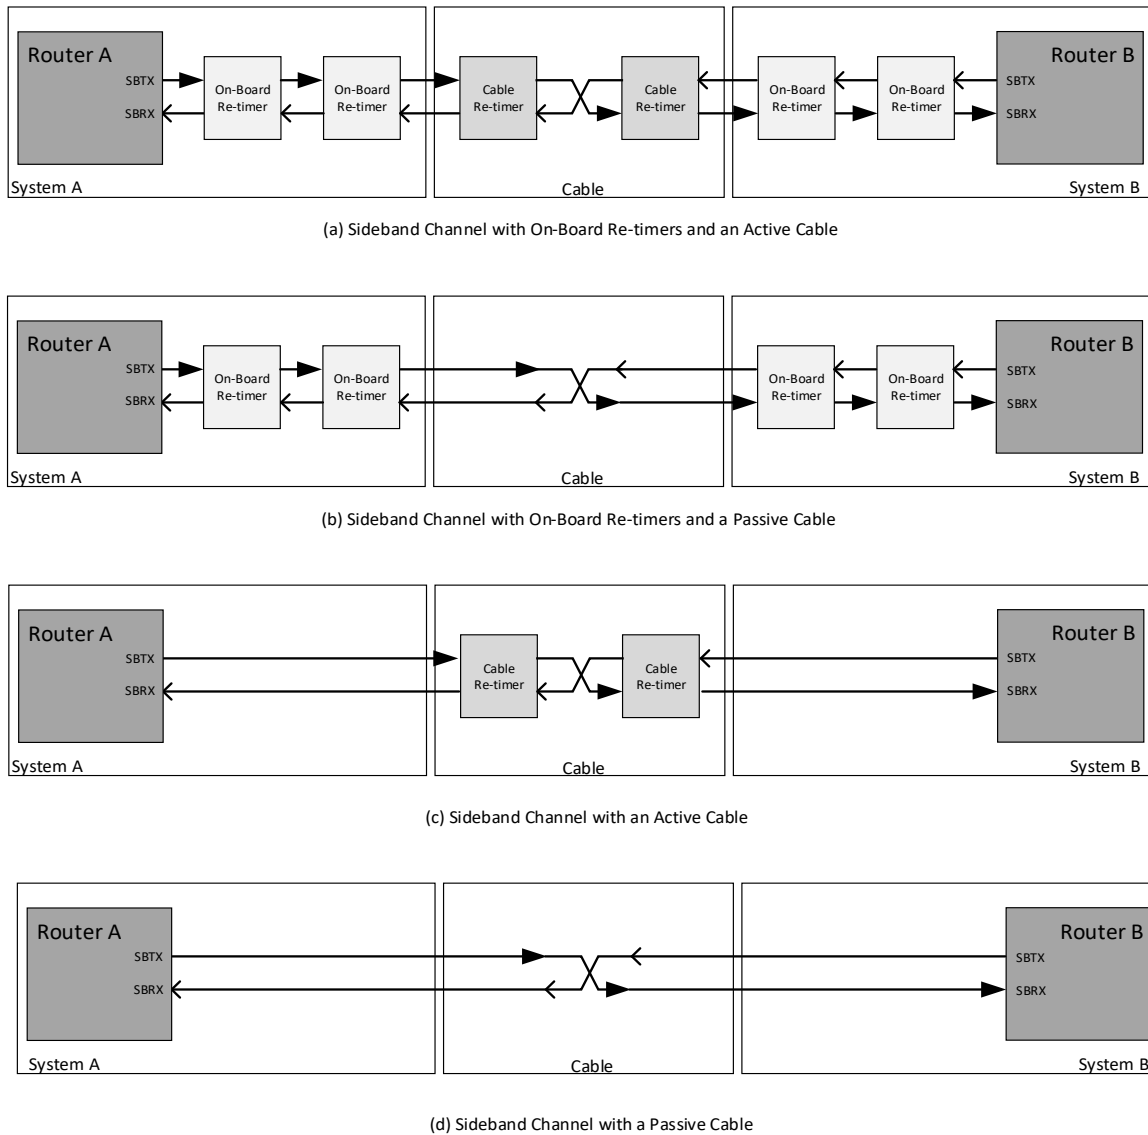 Router A
SBTX
SBRX
On-Board
Re-timer
On-Board
Re-timer
Cable
Re-timer
Cable
Re-timer
On-Board
Re-timer
On-Board
Re-timer
Router B
SBTX
SBRX
System A
Cable
System B
(a) Sideband Channel with On-Board Re-timers and an Active Cable
Router A
SBTX
SBRX
On-Board
Re-timer
On-Board
Re-timer
On-Board
Re-timer
On-Board
Re-timer
Router B
SBTX
SBRX
System A
Cable
System B
(b) Sideband Channel with On-Board Re-timers and a Passive Cable
Router A
SBTX
SBRX
Cable
Re-timer
Cable
Re-timer
Router B
SBTX
SBRX
System A
Cable
System B
(c) Sideband Channel with an Active Cable
Router A
SBTX
SBRX
Router B
SBTX
SBRX
System A
Cable
System B
(d) Sideband Channel with a Passive Cable